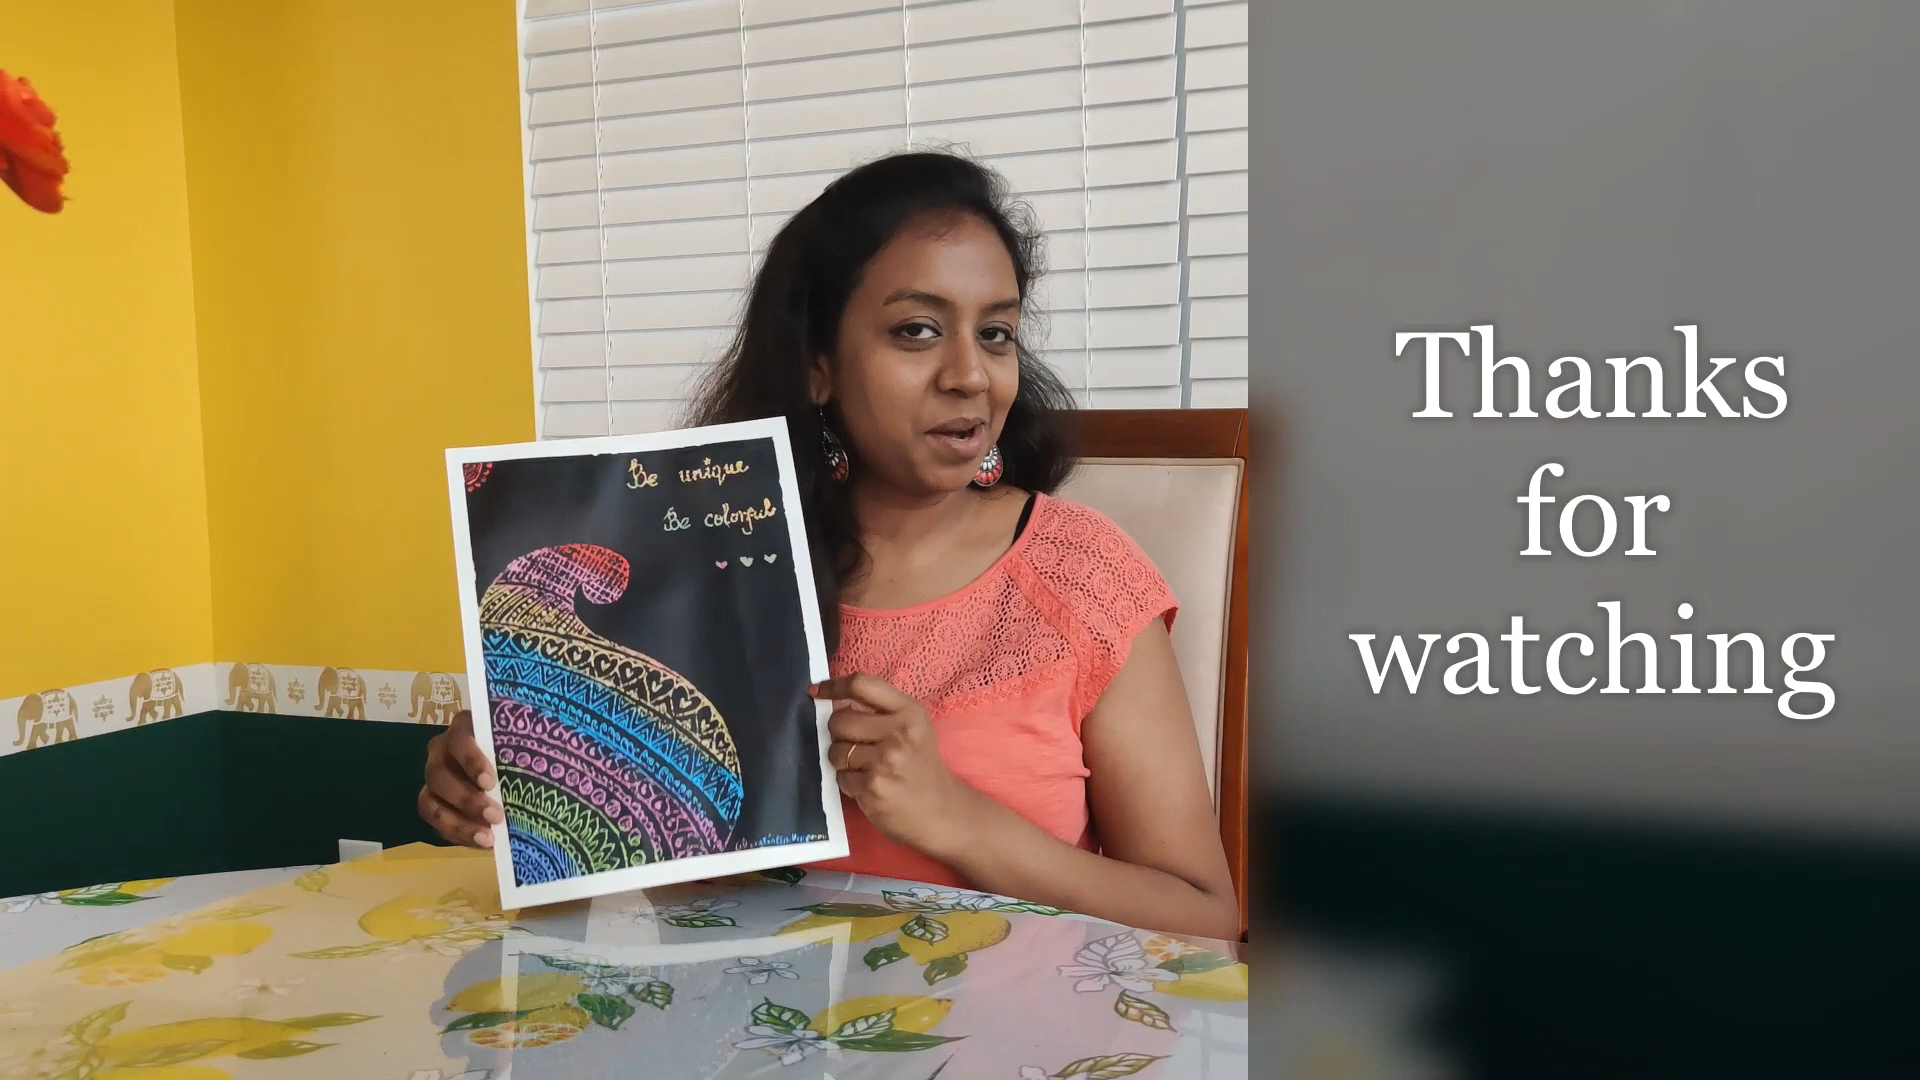 Be unique
Be colorful
Thanks
for
watching